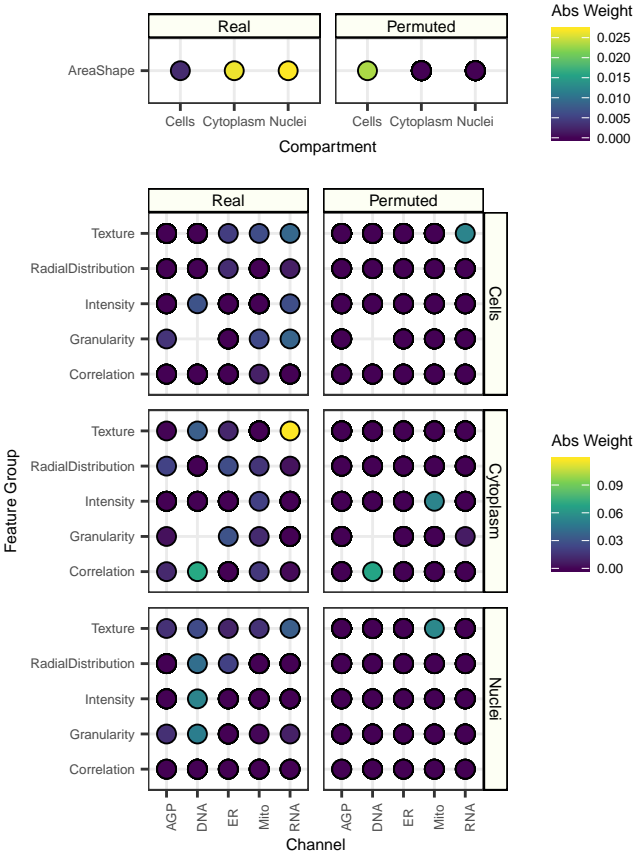 Abs Weight
Real
Permuted
0.025
0.020
0.015
0.010
0.005
0.000
AreaShape
Cells
Cytoplasm
Nuclei
Cells
Cytoplasm
Nuclei
Compartment
Real
Permuted
Texture
RadialDistribution
Intensity
Granularity
Correlation
Cells
Texture
RadialDistribution
Intensity
Granularity
Correlation
Cytoplasm
Feature Group
Abs Weight
0.09
0.06
0.03
0.00
Texture
RadialDistribution
Intensity
Granularity
Correlation
Nuclei
AGP
DNA
ER
Mito
RNA
AGP
DNA
ER
Mito
RNA
Channel